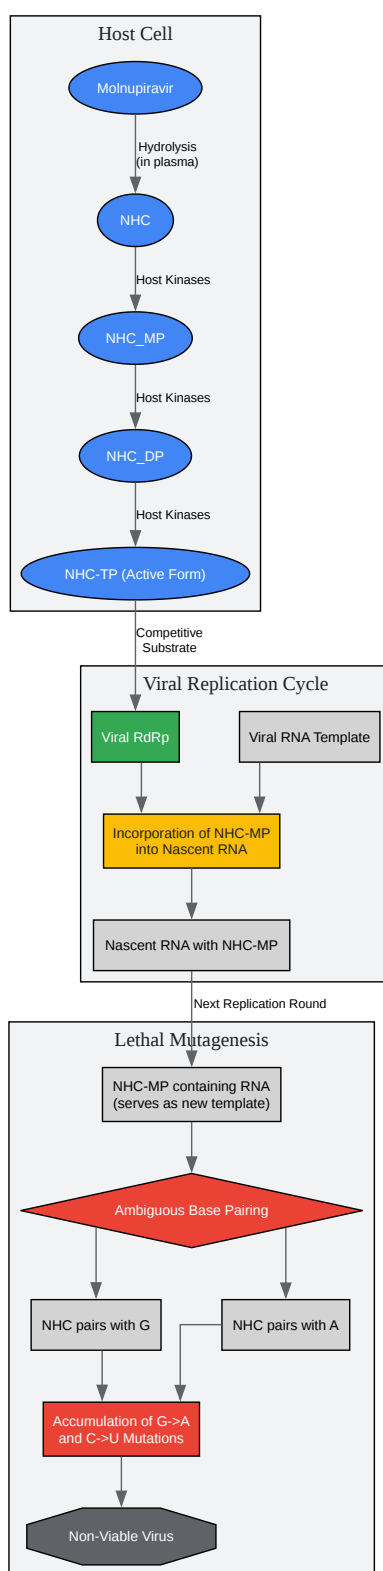 Host Cell
Molnupiravir
Hydrolysis
(in plasma)
NHC
Host Kinases
NHC_MP
Host Kinases
NHC_DP
Host Kinases
NHC-TP (Active Form)
Competitive
Substrate
Viral Replication Cycle
Viral RdRp
Viral RNA Template
Incorporation of NHC-MP
into Nascent RNA
Nascent RNA with NHC-MP
Next Replication Round
Lethal Mutagenesis
NHC-MP containing RNA
(serves as new template)
Ambiguous Base Pairing
NHC pairs with G
NHC pairs with A
Accumulation of G->A
and C->U Mutations
Non-Viable Virus